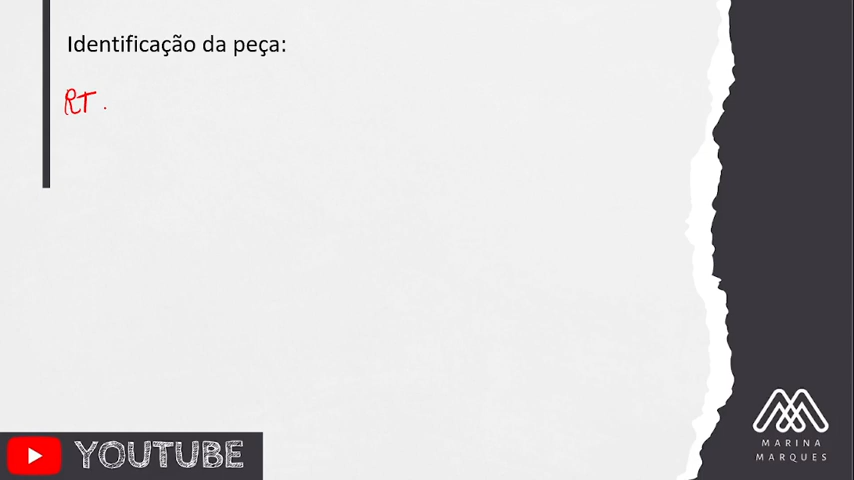 Identificação da peça:
RT.
YOUTUBE
MARINA
MARQUES